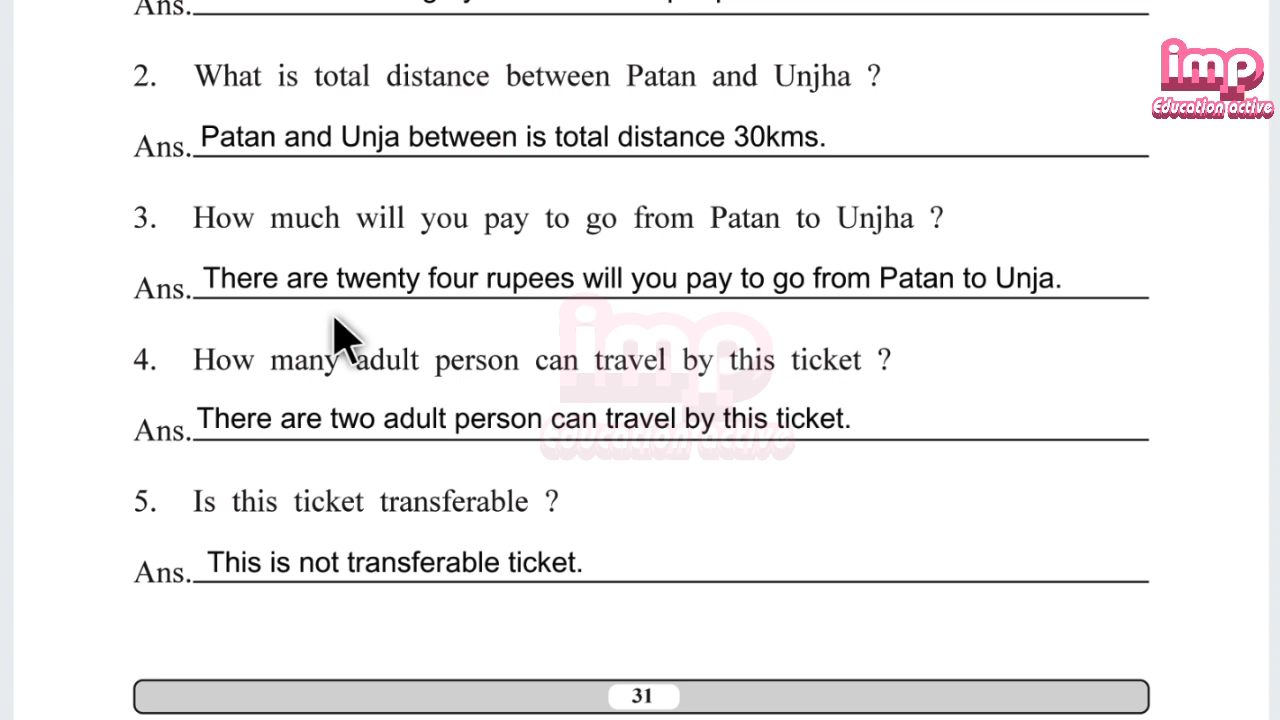 Ans.
imp
Education active
2. What is total distance between Patan and Unjha ?
Ans. Patan and Unja between is total distance 30kms.
3. How much will you pay to go from Patan to Unjha ?
Ans. There are twenty four rupees will you pay to go from Patan to Unja.
imp
4. How many adult person can travel by this ticket ?
Ans. There are two adult person can travel by this ticket.
education active
5. Is this ticket transferable ?
Ans. This is not transferable ticket.
31